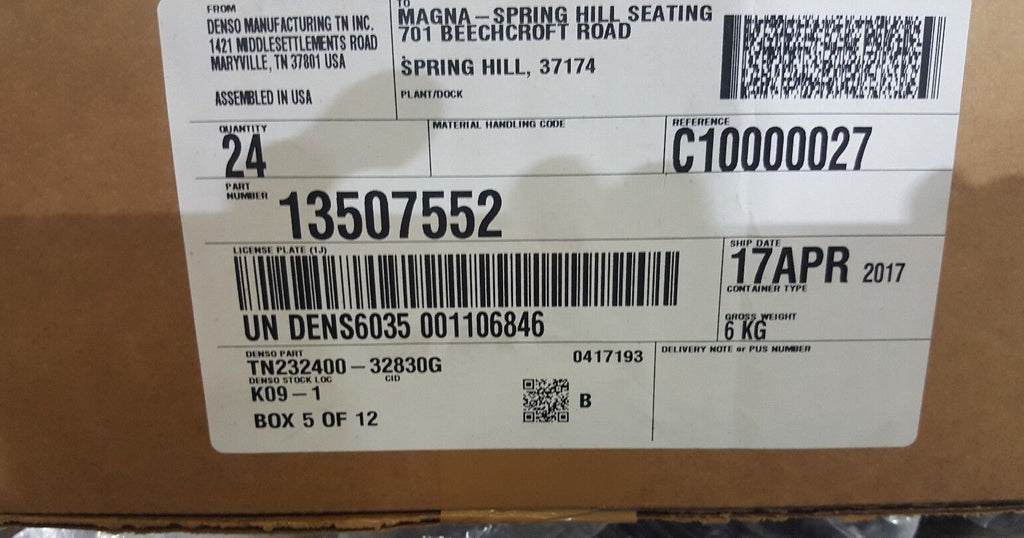 FROM
DENSO MANUFACTURING TN INC.
1421 MIDDLESETTLEMENTS ROAD
MARYVILLE, TN 37801 USA
ASSEMBLED IN USA
TO
MAGNA-SPRING HILL SEATING
701 BEECHCROFT ROAD
SPRING HILL, 37174
PLANT/DOCK
QUANTITY
24
MATERIAL HANDLING CODE
REFERENCE
C10000027
PART
NUMBER
13507552
LICENSE PLATE (1J)
UN DENS6035 001106846
SHIP DATE
17APR 2017
CONTAINER TYPE
GROSS WEIGHT
6 KG
DENSO PART
TN232400-32830G
0417193
DENSO STOCK LOC
CID
K09-1
B
BOX 5 OF 12
DELIVERY NOTE or PUS NUMBER